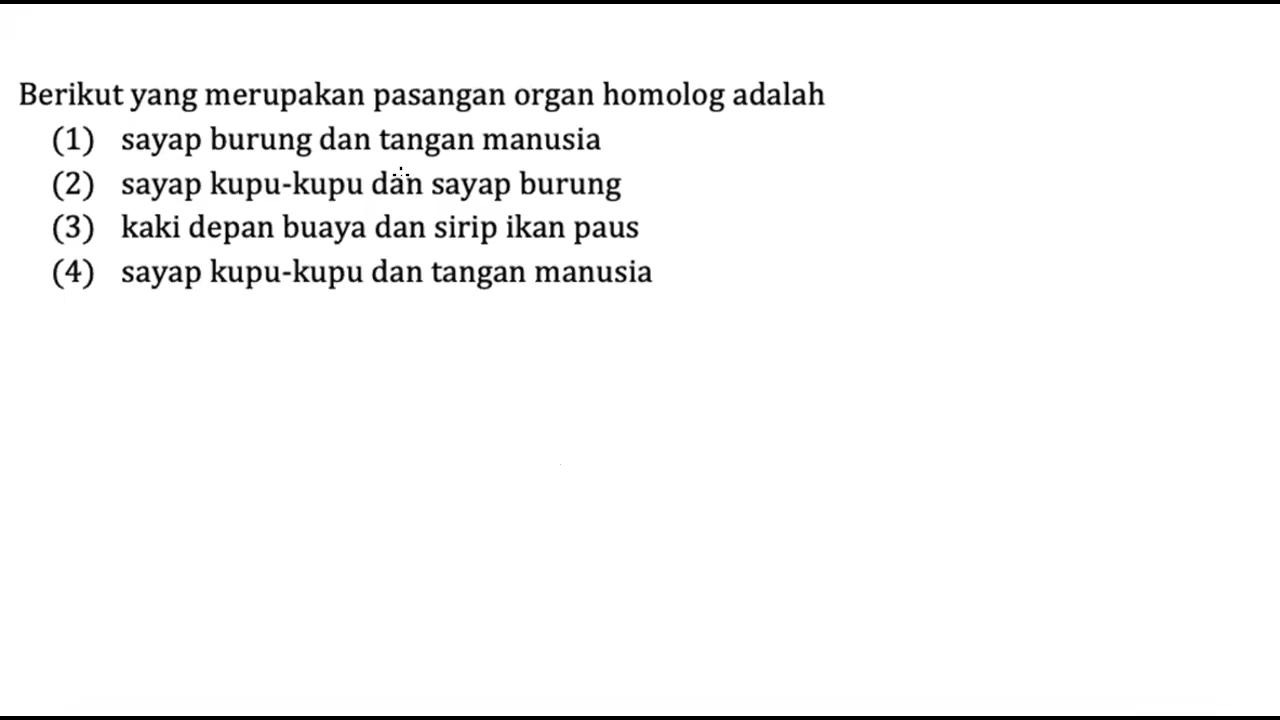 Berikut yang merupakan pasangan organ homolog adalah
(1) sayap burung dan tangan manusia
(2) sayap kupu-kupu dan sayap burung
(3) kaki depan buaya dan sirip ikan paus
(4) sayap kupu-kupu dan tangan manusia